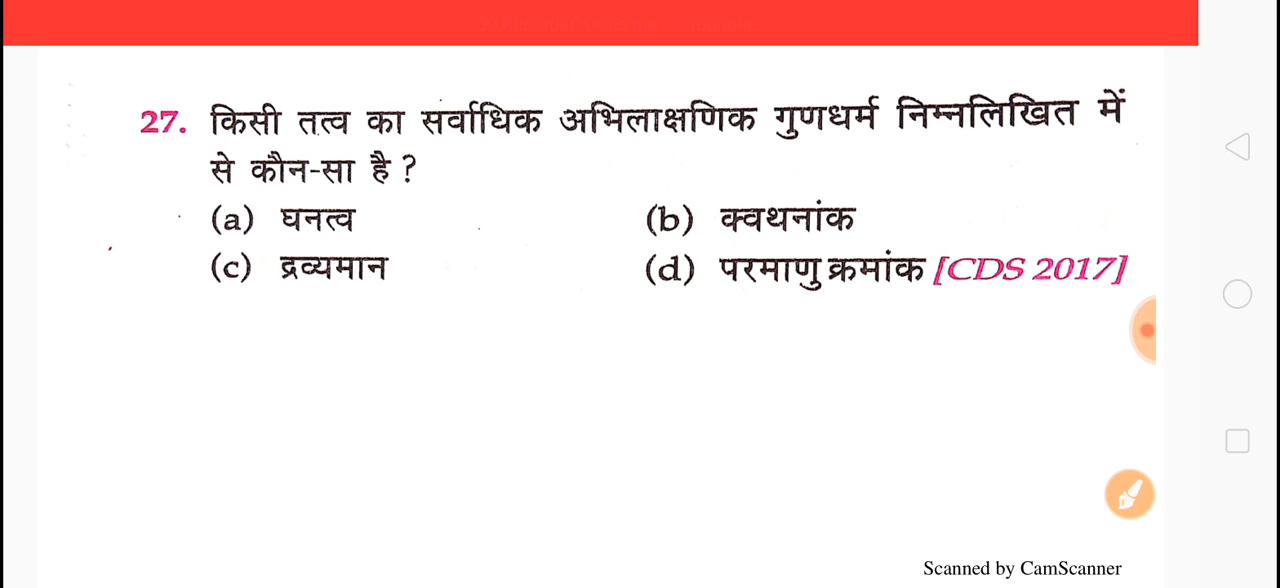 27. किसी तत्व का सर्वाधिक अभिलाक्षणिक गुणधर्म निम्नलिखित में
से कौन-सा है ?
(a) घनत्व (b) क्वथनांक
(c) द्रव्यमान (d) परमाणु क्रमांक [CDS 2017]
Scanned by CamScanner